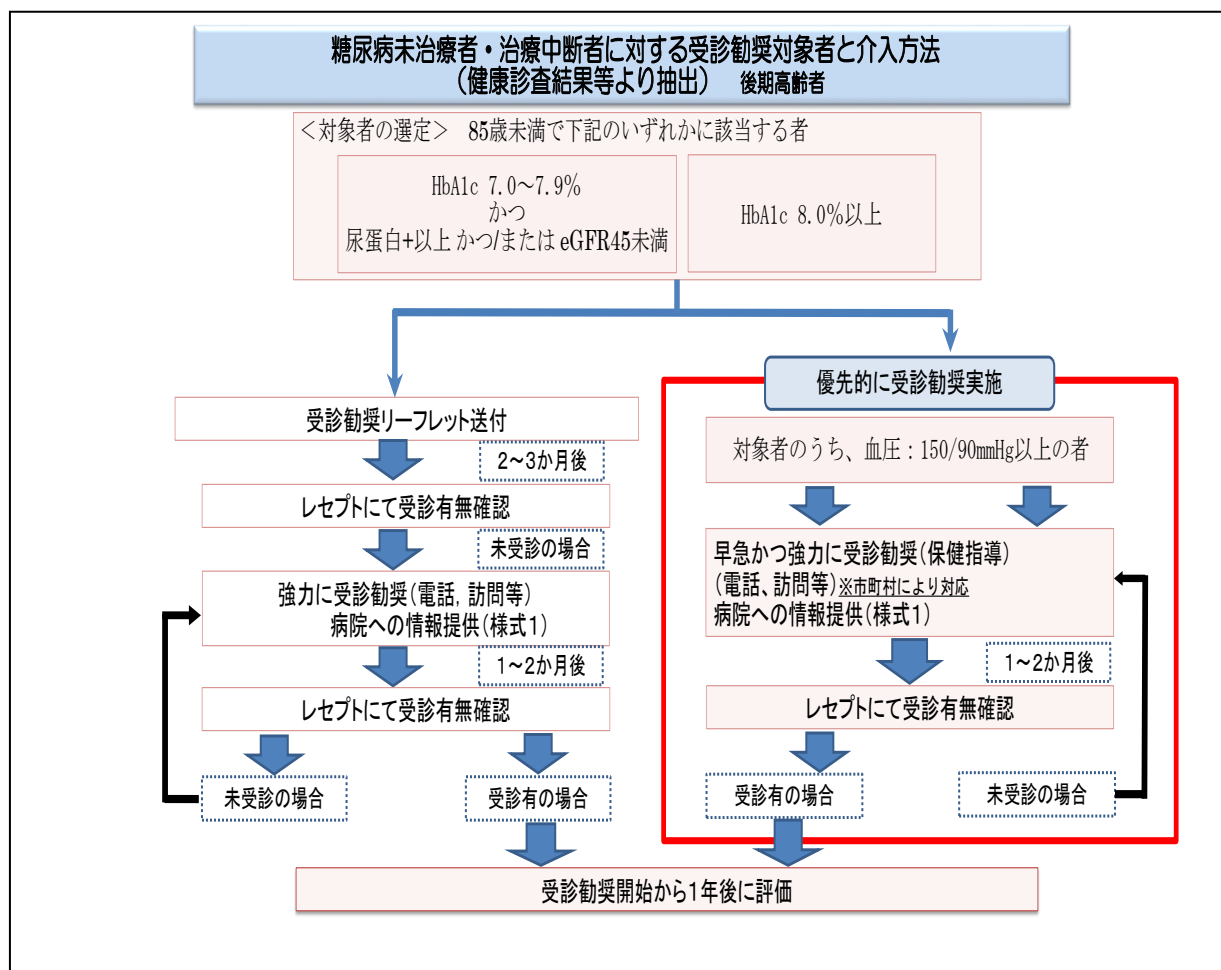 糖尿病未治療者・治療中断者に対する受診勧奨対象者と介入方法
（健康診査結果等より抽出）　後期高齢者
＜対象者の選定＞　85歳未満で下記のいずれかに該当する者
HbA1c 7.0～7.9%
かつ
尿蛋白+以上 かつ/または eGFR45未満
HbA1c 8.0%以上
受診勧奨リーフレット送付
2～3か月後
レセプトにて受診有無確認
未受診の場合
強力に受診勧奨（電話，訪問等）
病院への情報提供（様式1）
1～2か月後
レセプトにて受診有無確認
未受診の場合
受診有の場合
優先的に受診勧奨実施
対象者のうち、血圧：150/90mmHg以上の者
早急かつ強力に受診勧奨（保健指導）
（電話、訪問等）※市町村により対応
病院への情報提供（様式1）
1～2か月後
レセプトにて受診有無確認
受診有の場合
未受診の場合
受診勧奨開始から1年後に評価